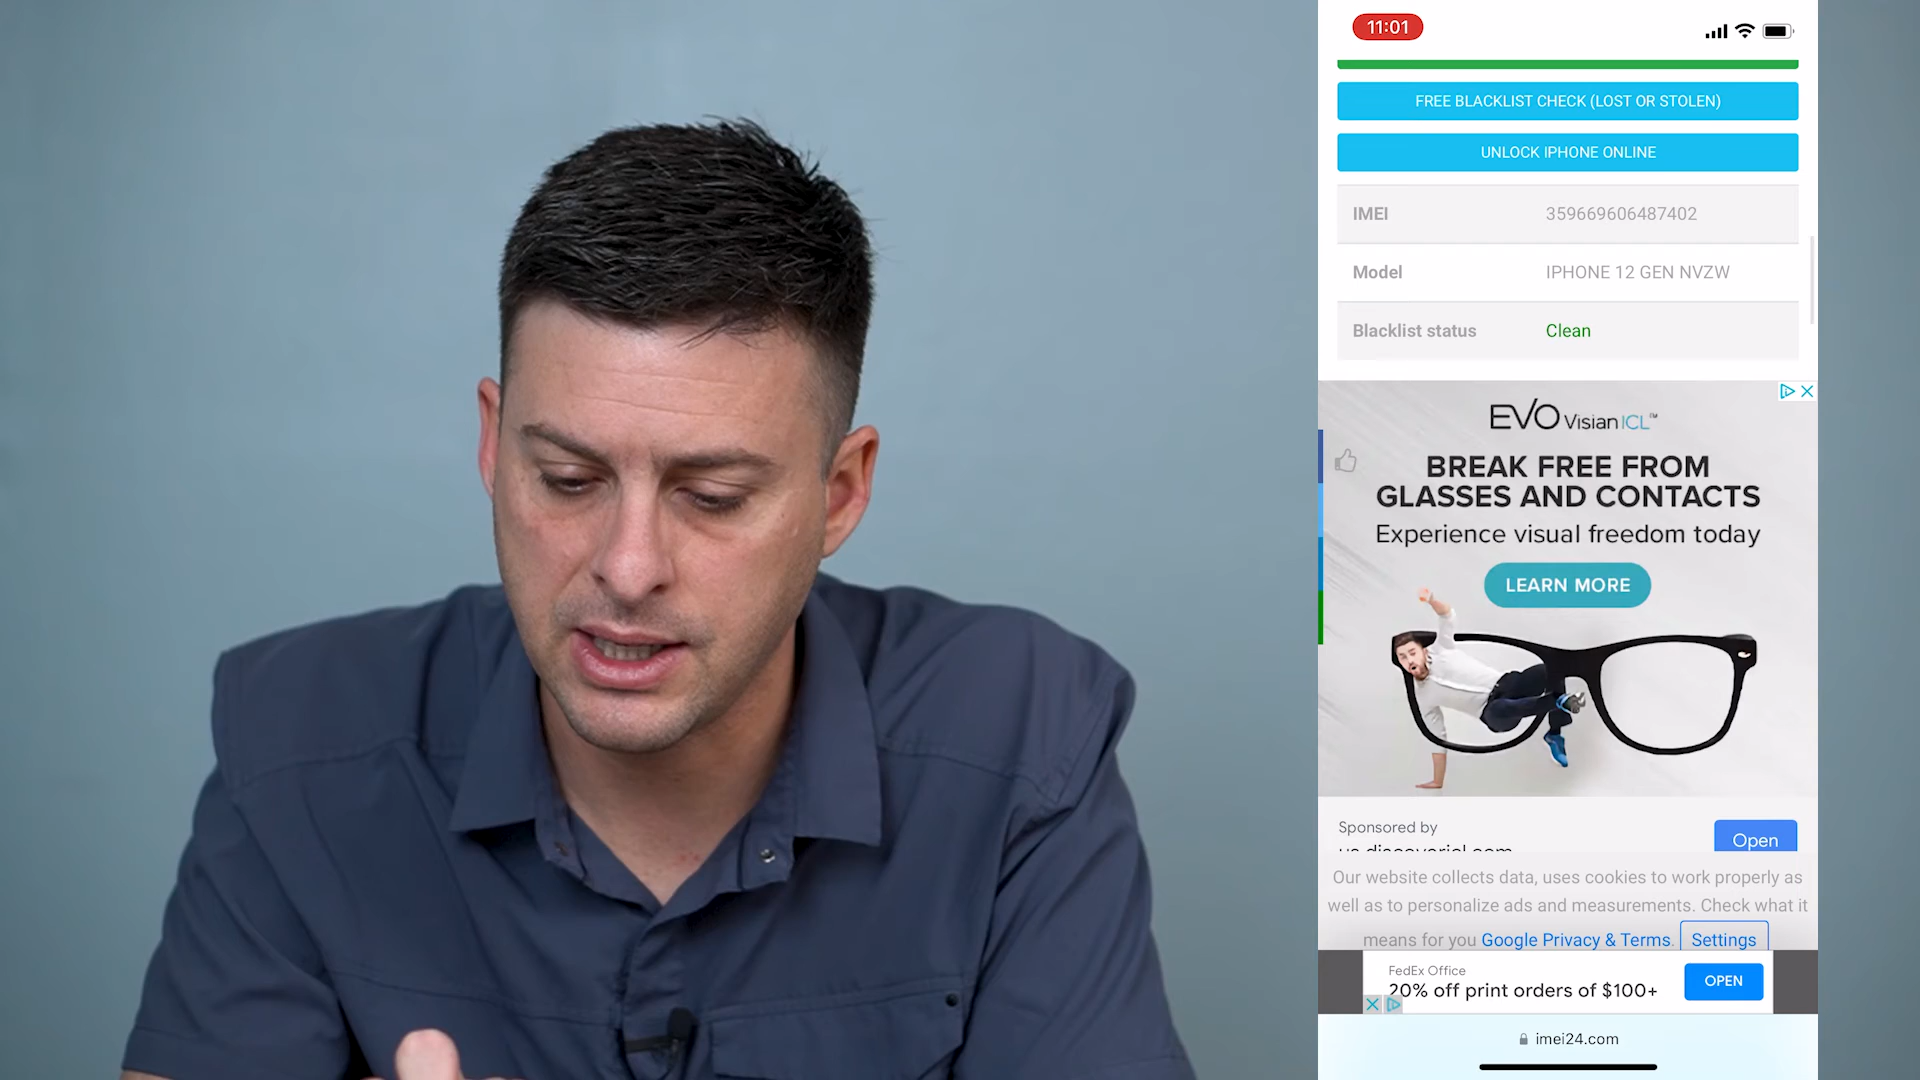 11:01
FREE BLACKLIST CHECK (LOST OR STOLEN)
UNLOCK IPHONE ONLINE
IMEI 359669606487402
Model IPHONE 12 GEN NVZW
Blacklist status Clean
EVO Visian ICL™
BREAK FREE FROM
GLASSES AND CONTACTS
Experience visual freedom today
LEARN MORE
Sponsored by
us.discovericl.com
Open
Our website collects data, uses cookies to work properly as
well as to personalize ads and measurements. Check what it
means for you Google Privacy & Terms. Settings
FedEx Office
20% off print orders of $100+
OPEN
imei24.com